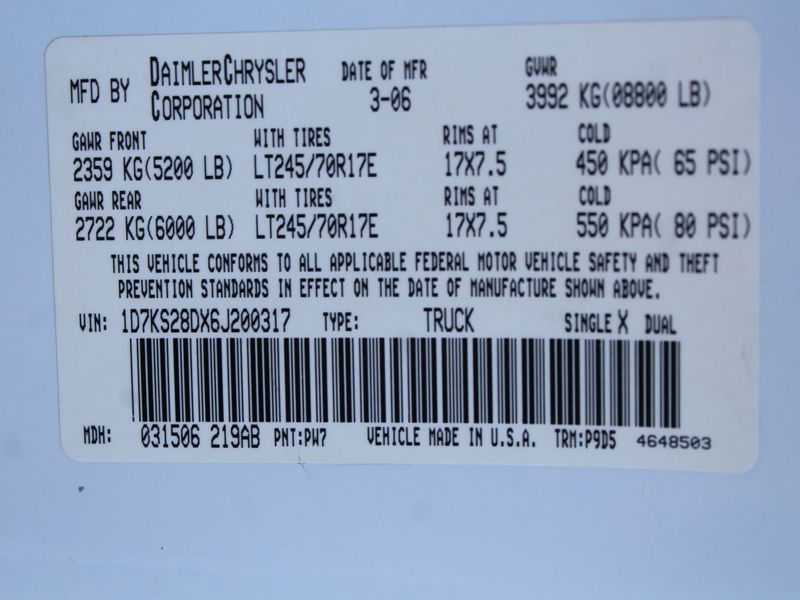 MFD BY DAIMLERCHRYSLER CORPORATION DATE OF MFR 3-06 GVWR 3992 KG(08800 LB)
GAWR FRONT WITH TIRES RIMS AT COLD
2359 KG(5200 LB) LT245/70R17E 17X7.5 450 KPA( 65 PSI)
GAWR REAR WITH TIRES RIMS AT COLD
2722 KG(6000 LB) LT245/70R17E 17X7.5 550 KPA( 80 PSI)
THIS VEHICLE CONFORMS TO ALL APPLICABLE FEDERAL MOTOR VEHICLE SAFETY AND THEFT
PREVENTION STANDARDS IN EFFECT ON THE DATE OF MANUFACTURE SHOWN ABOVE.
VIN: 1D7KS28DX6J200317 TYPE: TRUCK SINGLE X DUAL
MDH: 031506 219AB PNT:PW7 VEHICLE MADE IN U.S.A. TRM:P9D5 4648503